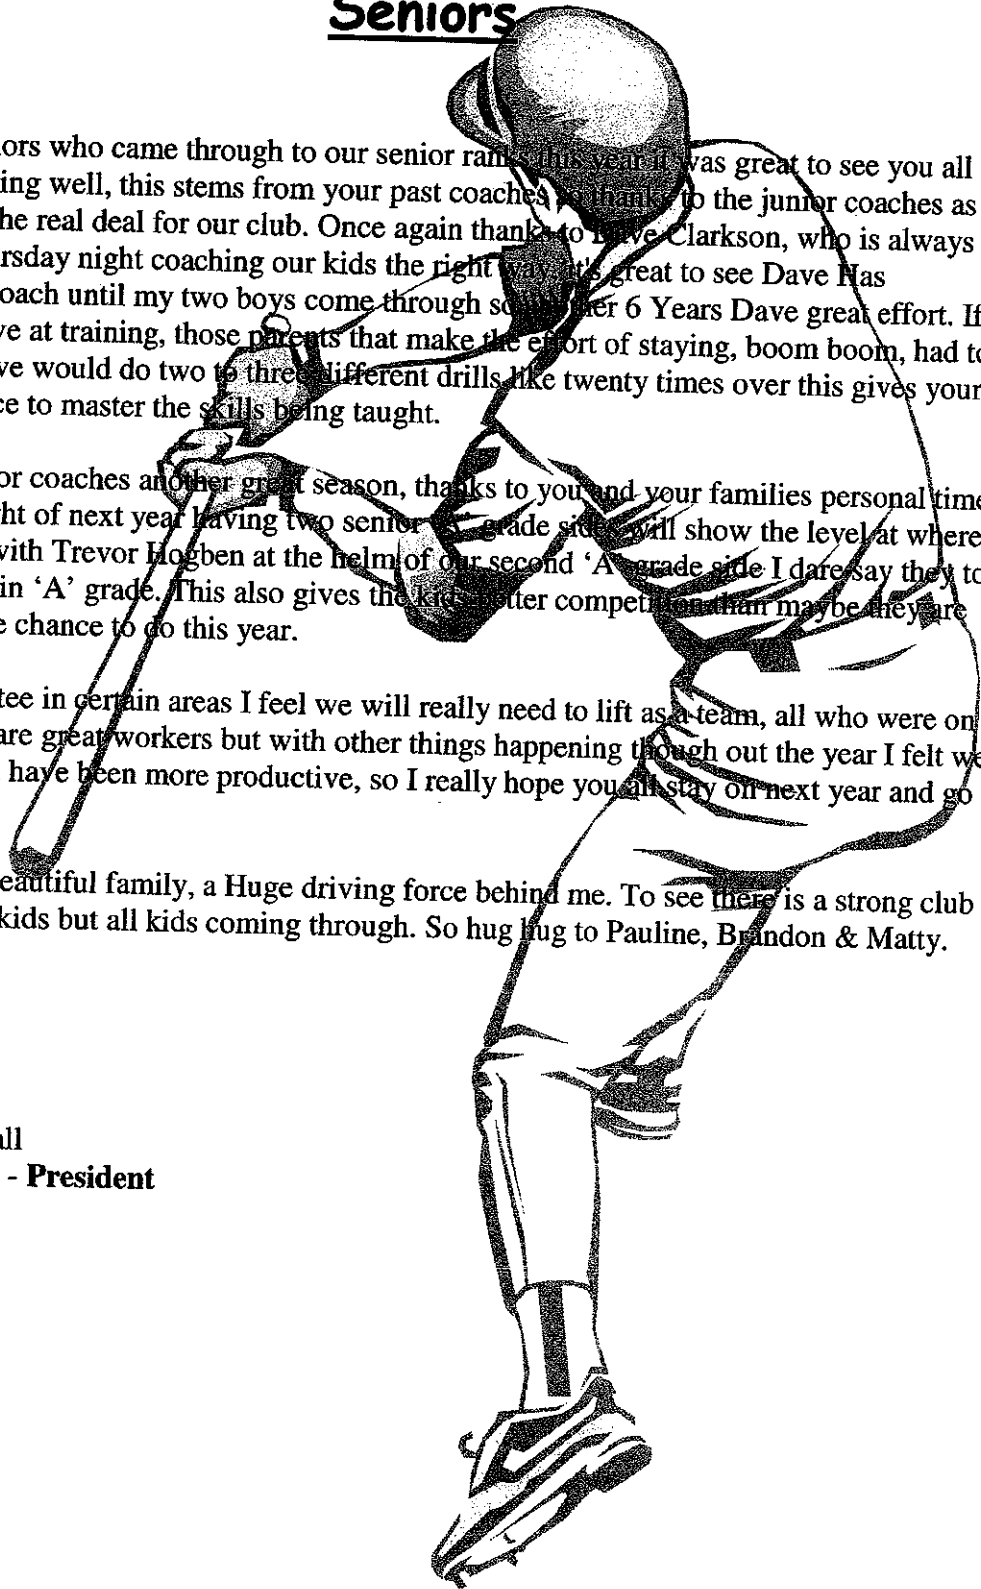 Seniors
ors who came through to our senior ranks this year it was great to see you all
ing well, this stems from your past coaches so thanks to the junior coaches as
he real deal for our club. Once again thanks to Dave Clarkson, who is always
rsday night coaching our kids the right way. it's great to see Dave Has
oach until my two boys come through so another 6 Years Dave great effort. If
ve at training, those parents that make the effort of staying, boom boom, had to
ve would do two to three different drills like twenty times over this gives your
ce to master the skills being taught.
or coaches another great season, thanks to you and your families personal time
ht of next year having two senior 'A' grade sides will show the level at where
with Trevor Hogben at the helm of our second 'A' grade side I dare say they to
in 'A' grade. This also gives the kids better competition than maybe they are
e chance to do this year.
tee in certain areas I feel we will really need to lift as a team, all who were on
are great workers but with other things happening though out the year I felt we
have been more productive, so I really hope you all stay on next year and go
eautiful family, a Huge driving force behind me. To see there is a strong club
kids but all kids coming through. So hug hug to Pauline, Brandon & Matty.
all
- President